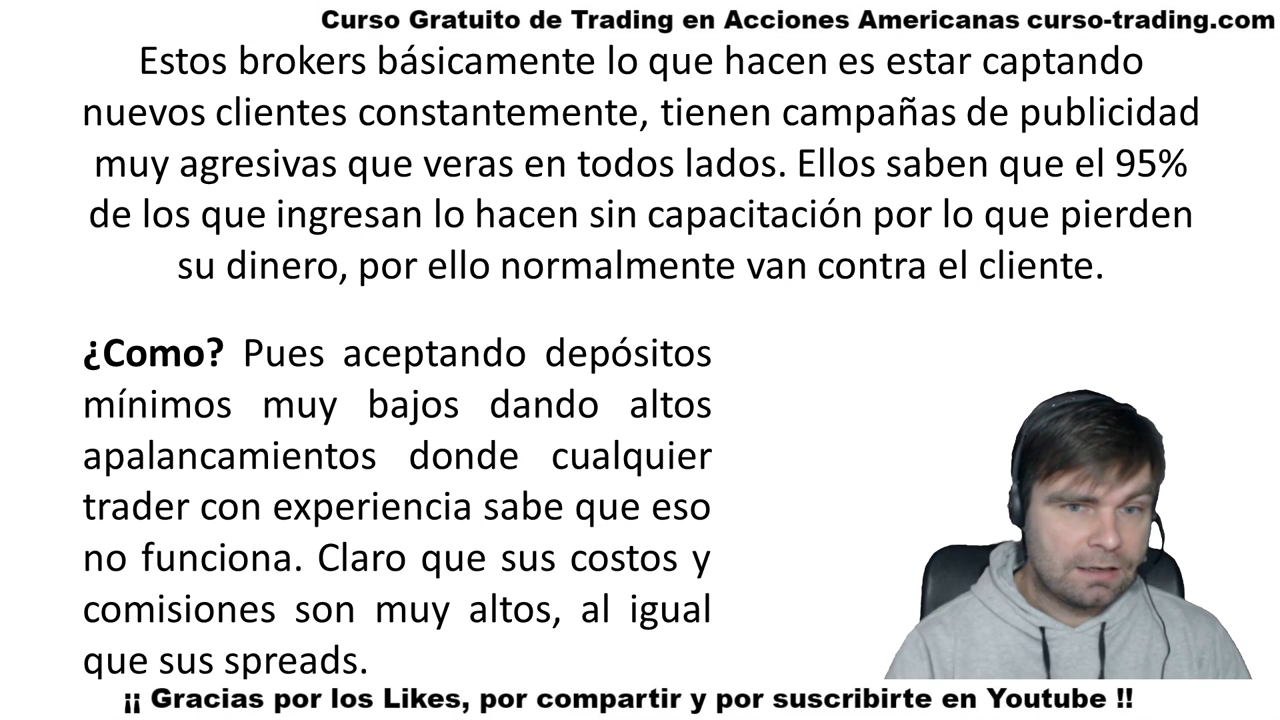 Curso Gratuito de Trading en Acciones Americanas curso-trading.com
Estos brokers básicamente lo que hacen es estar captando
nuevos clientes constantemente, tienen campañas de publicidad
muy agresivas que veras en todos lados. Ellos saben que el 95%
de los que ingresan lo hacen sin capacitación por lo que pierden
su dinero, por ello normalmente van contra el cliente.
¿Como? Pues aceptando depósitos
mínimos muy bajos dando altos
apalancamientos donde cualquier
trader con experiencia sabe que eso
no funciona. Claro que sus costos y
comisiones son muy altos, al igual
que sus spreads.
¡¡ Gracias por los Likes, por compartir y por suscribirte en Youtube !!